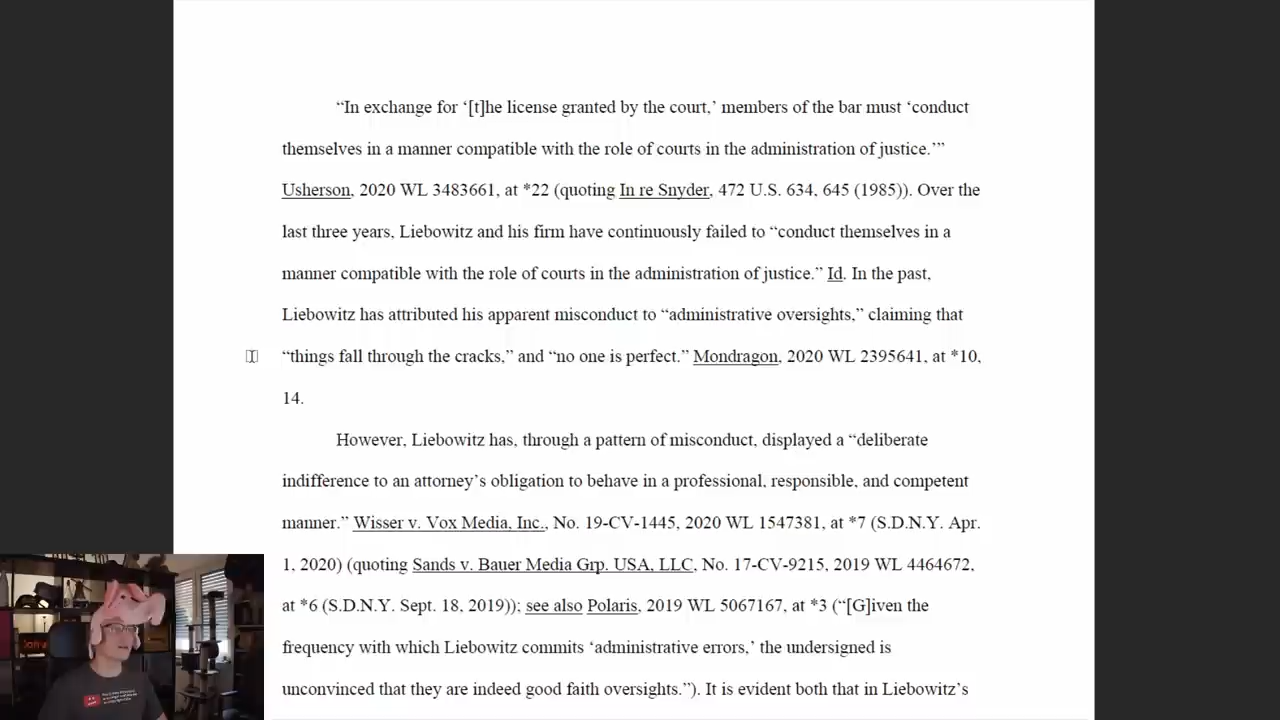 “In exchange for ‘[t]he license granted by the court,’ members of the bar must ‘conduct
themselves in a manner compatible with the role of courts in the administration of justice.’”
Usherson, 2020 WL 3483661, at *22 (quoting In re Snyder, 472 U.S. 634, 645 (1985)). Over the
last three years, Liebowitz and his firm have continuously failed to “conduct themselves in a
manner compatible with the role of courts in the administration of justice.” Id. In the past,
Liebowitz has attributed his apparent misconduct to “administrative oversights,” claiming that
“things fall through the cracks,” and “no one is perfect.” Mondragon, 2020 WL 2395641, at *10,
14.
However, Liebowitz has, through a pattern of misconduct, displayed a “deliberate
indifference to an attorney’s obligation to behave in a professional, responsible, and competent
manner.” Wisser v. Vox Media, Inc., No. 19-CV-1445, 2020 WL 1547381, at *7 (S.D.N.Y. Apr.
1, 2020) (quoting Sands v. Bauer Media Grp. USA, LLC, No. 17-CV-9215, 2019 WL 4464672,
at *6 (S.D.N.Y. Sept. 18, 2019)); see also Polaris, 2019 WL 5067167, at *3 (“[G]iven the
frequency with which Liebowitz commits ‘administrative errors,’ the undersigned is
unconvinced that they are indeed good faith oversights.”). It is evident both that in Liebowitz’s